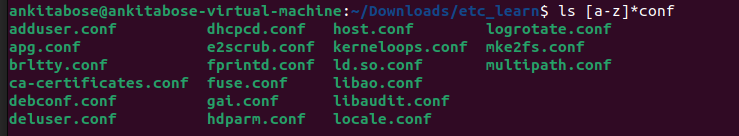 ankitabose@ankitabose-virtual-machine:~/Downloads/etc_learn$ ls [a-z]*conf
adduser.conf dhcpcd.conf host.conf logrotate.conf
apg.conf e2scrub.conf kerneloops.conf mke2fs.conf
brltty.conf fprintd.conf ld.so.conf multipath.conf
ca-certificates.conf fuse.conf libao.conf
debconf.conf gai.conf libaudit.conf
deluser.conf hdparm.conf locale.conf